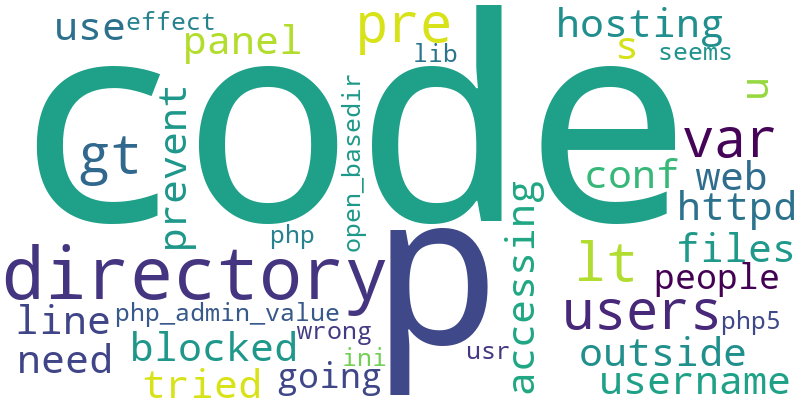 use
effect
panel
pre
lib
hosting
s
seems
n
code
gt
prevent
open_basedir
var
conf
web
httpd
php
p
accessing
directory
lt
files
people
line
php_admin_value
users
php5
wrong
blocked
ini
usr
need
tried
going
outside
username